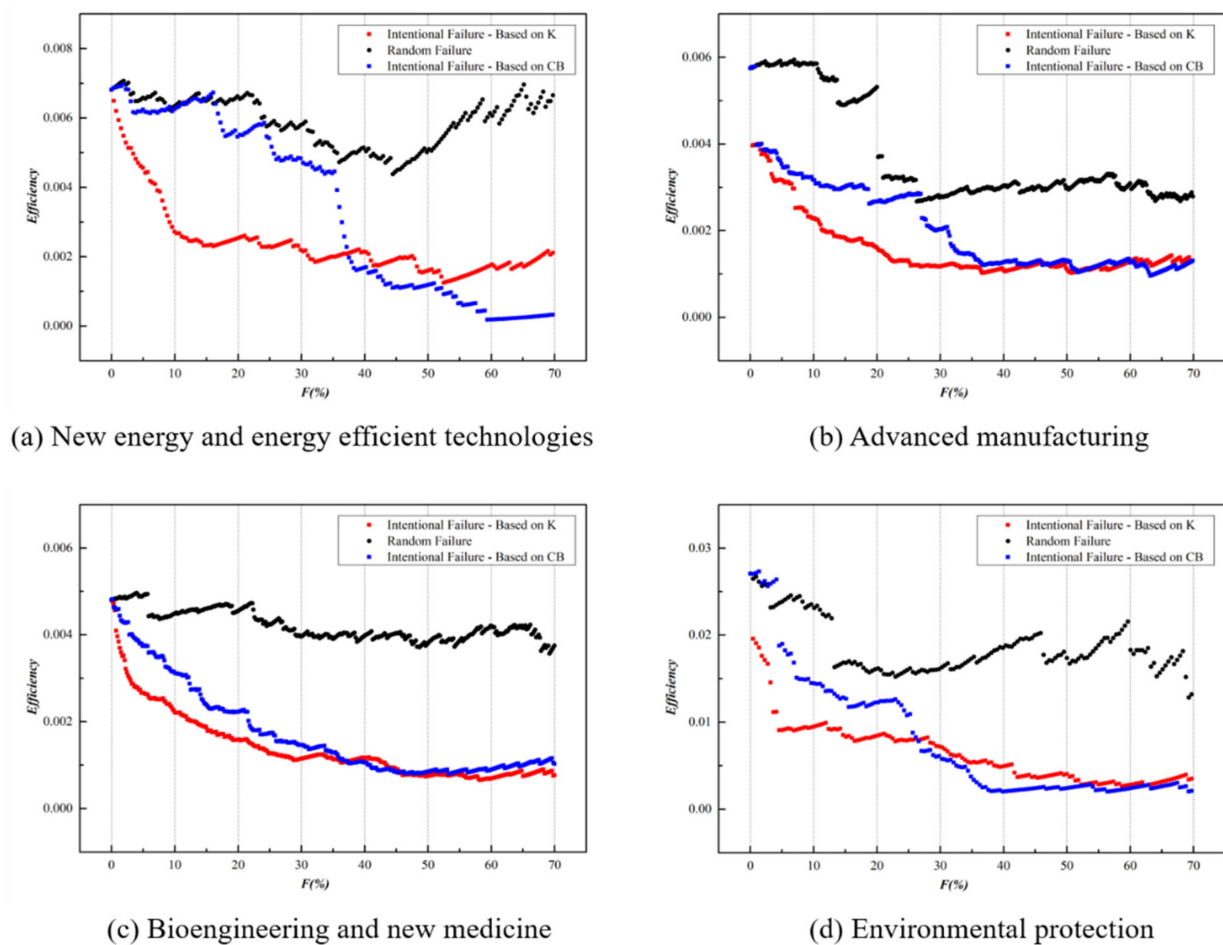 Intentional Failure - Based on K
Random Failure
Intentional Failure - Based on CB
0.008
0.006
0.004
0.002
0.000
Efficiency
0 10 20 30 40 50 60 70
F(%)
(a) New energy and energy efficient technologies
Intentional Failure - Based on K
Random Failure
Intentional Failure - Based on CB
0.006
0.004
0.002
0.000
Efficiency
0 10 20 30 40 50 60 70
F(%)
(b) Advanced manufacturing
Intentional Failure - Based on K
Random Failure
Intentional Failure - Based on CB
0.006
0.004
0.002
0.000
Efficiency
0 10 20 30 40 50 60 70
F(%)
(c) Bioengineering and new medicine
Intentional Failure - Based on K
Random Failure
Intentional Failure - Based on CB
0.03
0.02
0.01
0.00
Efficiency
0 10 20 30 40 50 60 70
F(%)
(d) Environmental protection